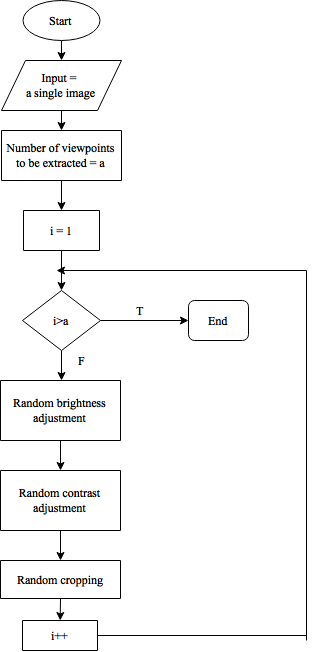 Start
Input =
a single image
Number of viewpoints
to be extracted = a
i = 1
i>a
T
End
F
Random brightness
adjustment
Random contrast
adjustment
Random cropping
i++